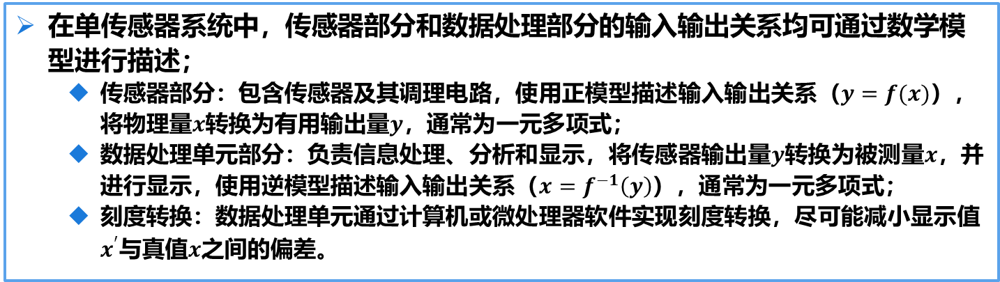 ➢ 在单传感器系统中，传感器部分和数据处理部分的输入输出关系均可通过数学模
型进行描述；
◆ 传感器部分：包含传感器及其调理电路，使用正模型描述输入输出关系（y = f(x)），
将物理量x转换为有用输出量y，通常为一元多项式；
◆ 数据处理单元部分：负责信息处理、分析和显示，将传感器输出量y转换为被测量x，并
进行显示，使用逆模型描述输入输出关系（x = f⁻¹(y)），通常为一元多项式；
◆ 刻度转换：数据处理单元通过计算机或微处理器软件实现刻度转换，尽可能减小显示值
x′与真值x之间的偏差。